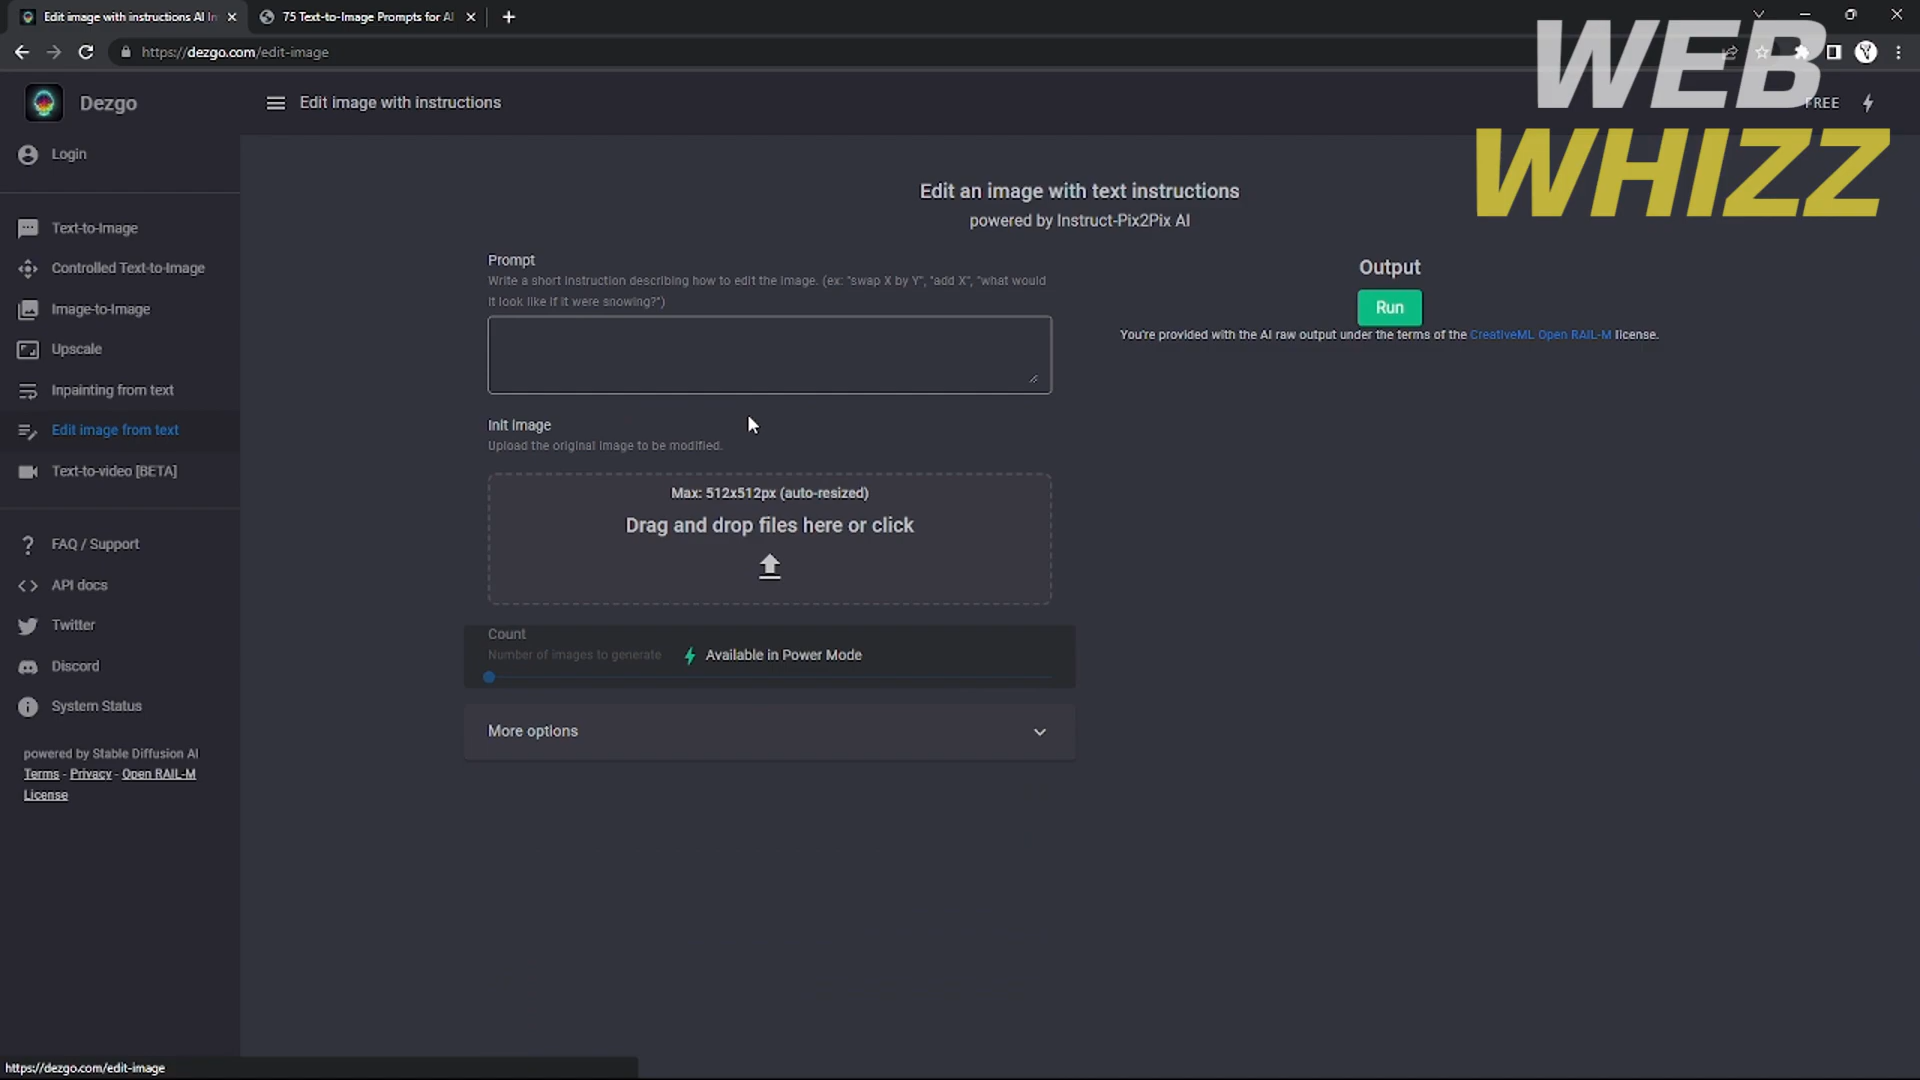 Edit image with instructions AI In
75 Text-to-Image Prompts for AI
https://dezgo.com/edit-image
WEB
WHIZZ
Dezgo
Edit image with instructions
FREE
Login
Text-to-Image
Controlled Text-to-Image
Image-to-Image
Upscale
Inpainting from text
Edit image from text
Text-to-video [BETA]
FAQ / Support
API docs
Twitter
Discord
System Status
powered by Stable Diffusion AI
Terms - Privacy - Open RAIL-M
License
Edit an image with text instructions
powered by Instruct-Pix2Pix AI
Prompt
Write a short instruction describing how to edit the image. (ex: "swap X by Y", "add X", "what would
it look like if it were snowing?")
Init Image
Upload the original image to be modified.
Max: 512x512px (auto-resized)
Drag and drop files here or click
Count
Number of images to generate
Available in Power Mode
More options
Output
Run
You're provided with the AI raw output under the terms of the CreativeML Open RAIL-M license.
https://dezgo.com/edit-image